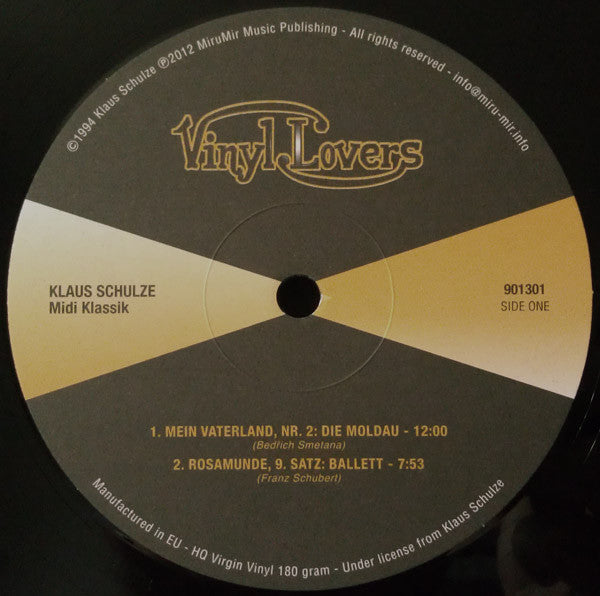 ©1994 Klaus Schulze ℗2012 MiruMir Music Publishing - All rights reserved - info@miru-mir.info
Vinyl Lovers
KLAUS SCHULZE
Midi Klassik
901301
SIDE ONE
1. MEIN VATERLAND, NR. 2: DIE MOLDAU - 12:00
(Bedřich Smetana)
2. ROSAMUNDE, 9. SATZ: BALLETT - 7:53
(Franz Schubert)
Manufactured in EU - HQ Virgin Vinyl 180 gram - Under license from Klaus Schulze